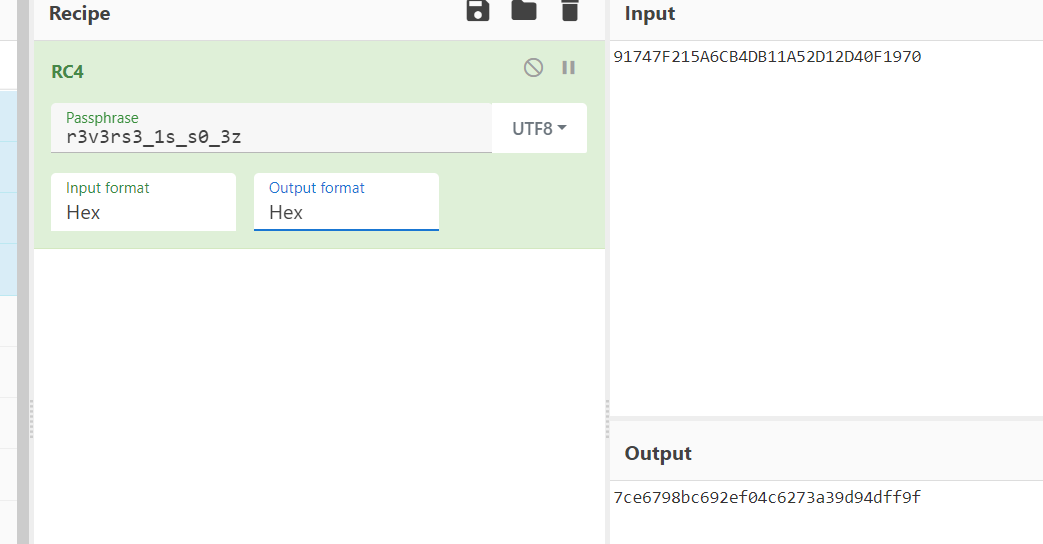 Recipe
RC4
Passphrase
r3v3rs3_1s_s0_3z
UTF8
Input format
Hex
Output format
Hex
Input
91747F215A6CB4DB11A52D12D40F1970
Output
7ce6798bc692ef04c6273a39d94dff9f